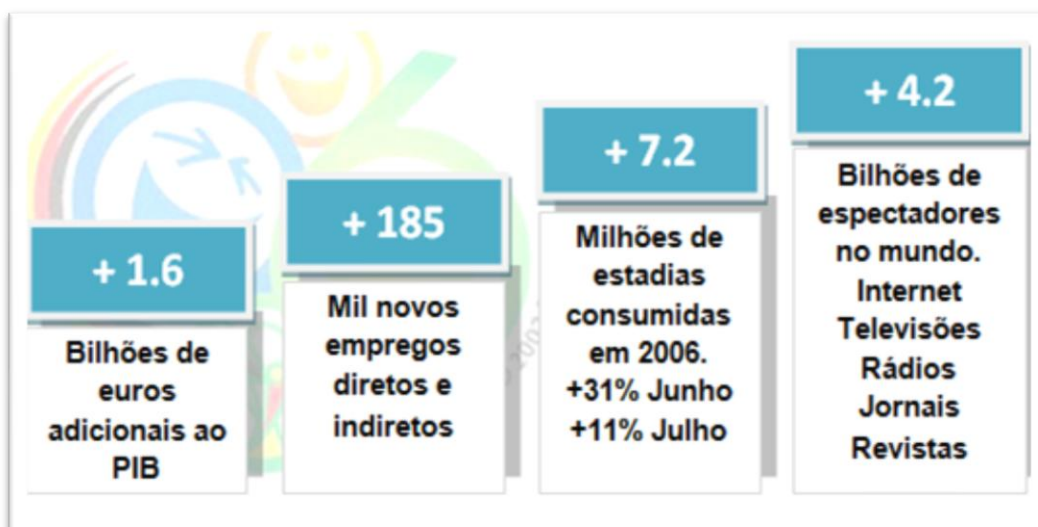 + 1.6
Bilhões de
euros
adicionais ao
PIB
+ 185
Mil novos
empregos
diretos e
indiretos
+ 7.2
Milhões de
estadias
consumidas
em 2006.
+31% Junho
+11% Julho
+ 4.2
Bilhões de
espectadores
no mundo.
Internet
Televisões
Rádios
Jornais
Revistas